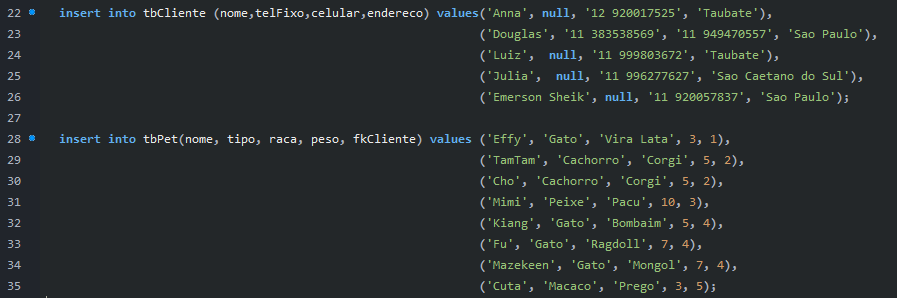 22 insert into tbCliente (nome,telFixo,celular,endereco) values('Anna', null, '12 920017525', 'Taubate'),
23 ('Douglas', '11 383538569', '11 949470557', 'Sao Paulo'),
24 ('Luiz', null, '11 999803672', 'Taubate'),
25 ('Julia', null, '11 996277627', 'Sao Caetano do Sul'),
26 ('Emerson Sheik', null, '11 920057837', 'Sao Paulo');
27
28 insert into tbPet(nome, tipo, raca, peso, fkCliente) values ('Effy', 'Gato', 'Vira Lata', 3, 1),
29 ('TamTam', 'Cachorro', 'Corgi', 5, 2),
30 ('Cho', 'Cachorro', 'Corgi', 5, 2),
31 ('Mimi', 'Peixe', 'Pacu', 10, 3),
32 ('Kiang', 'Gato', 'Bombaim', 5, 4),
33 ('Fu', 'Gato', 'Ragdoll', 7, 4),
34 ('Mazekeen', 'Gato', 'Mongol', 7, 4),
35 ('Cuta', 'Macaco', 'Prego', 3, 5);